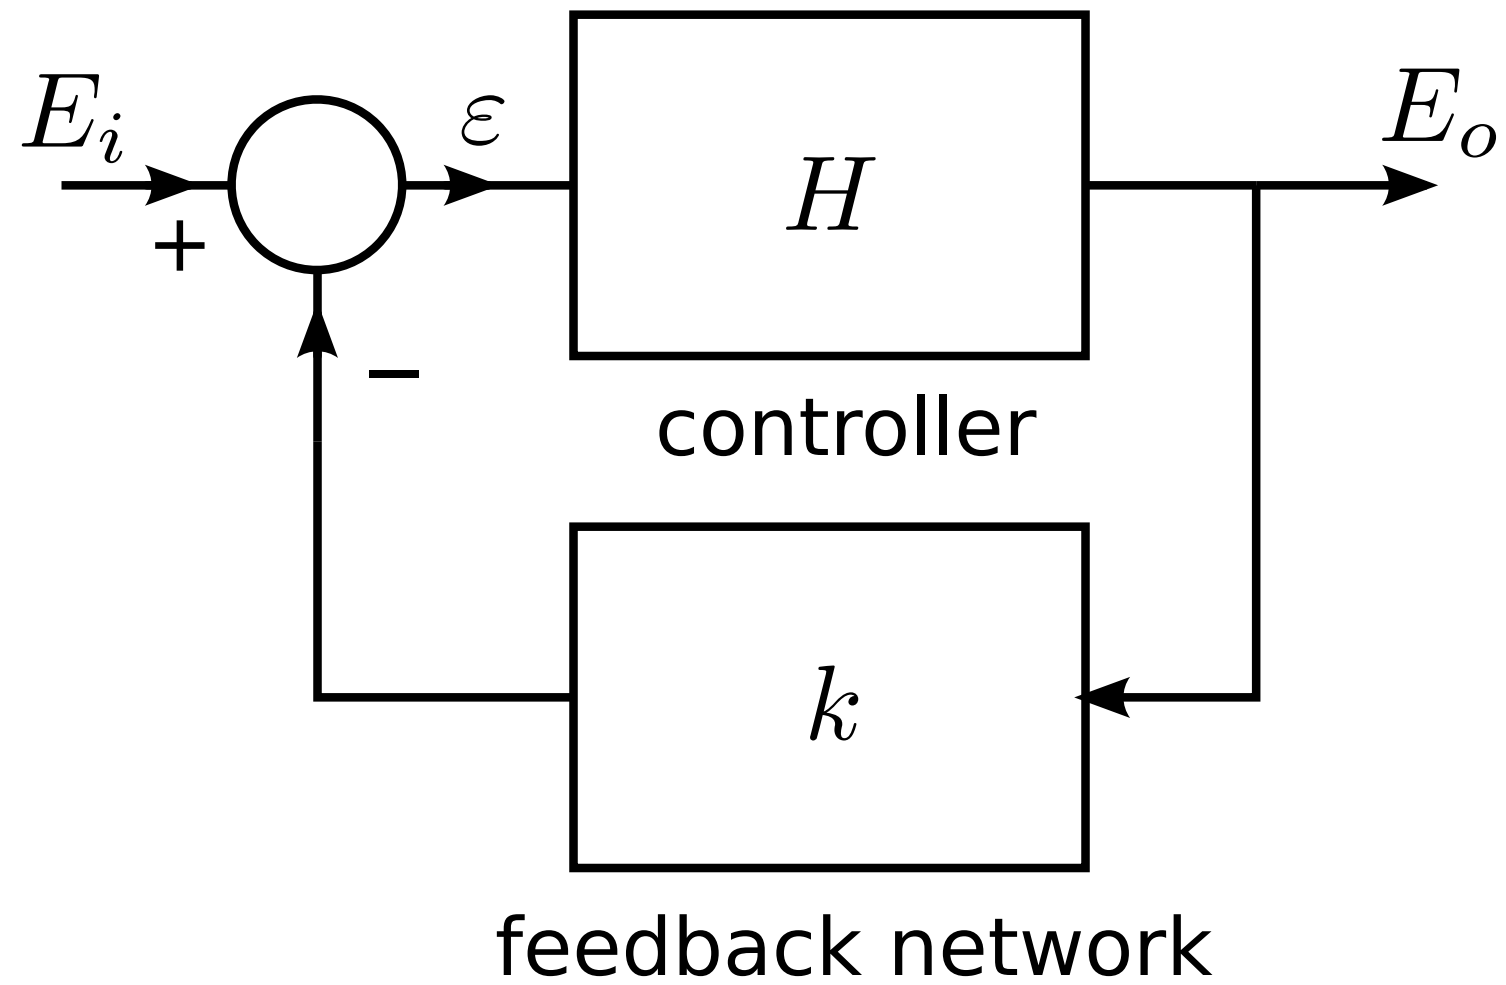 E_i
ε
H
E_o
+
−
controller
k
feedback network